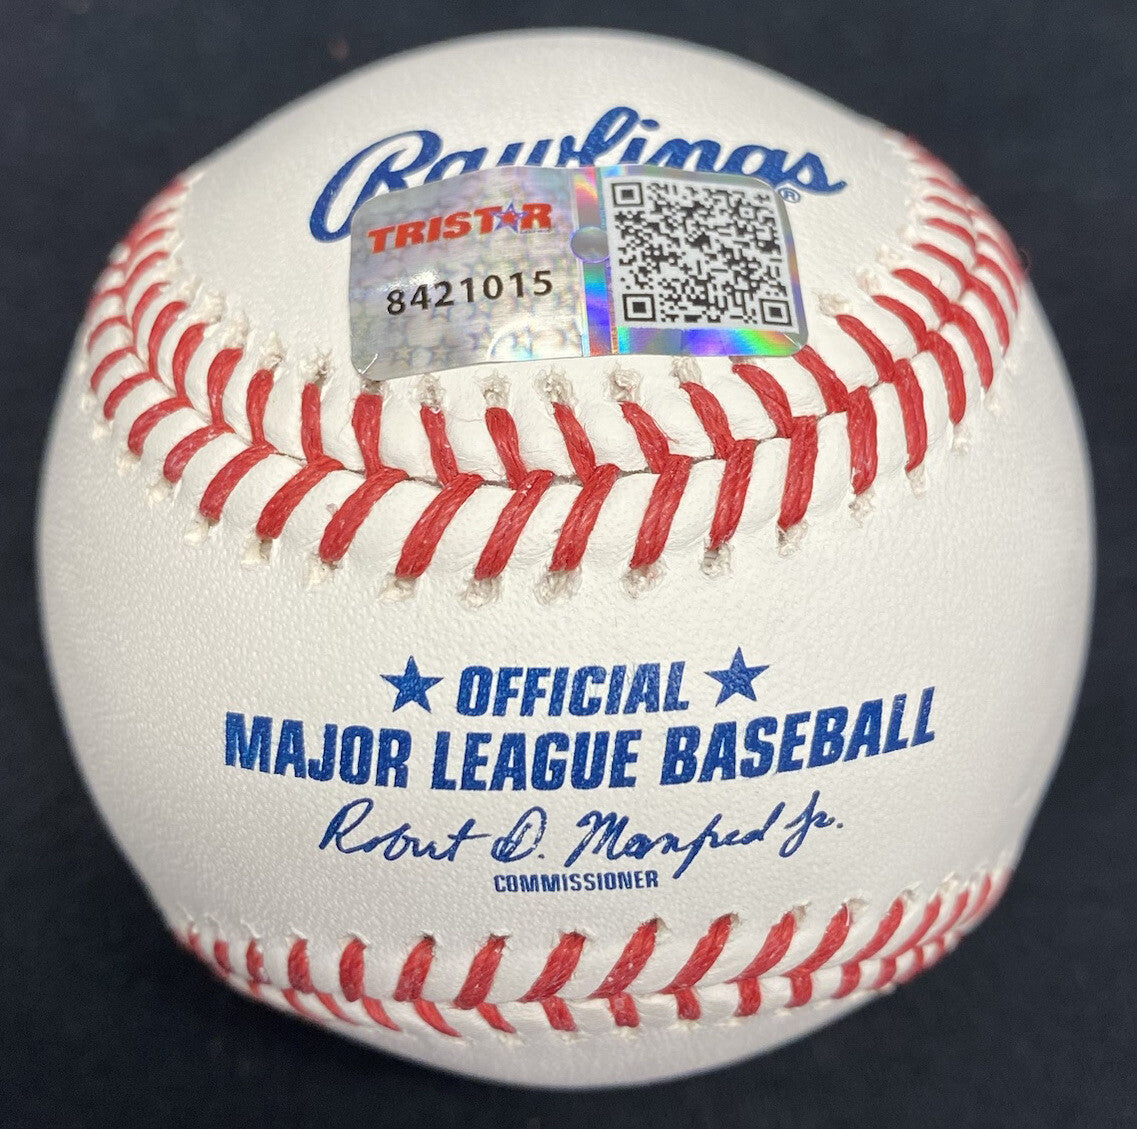 Rawlings®
TRISTAR
8421015
OFFICIAL
MAJOR LEAGUE BASEBALL
Robert D. Manfred Jr.
COMMISSIONER